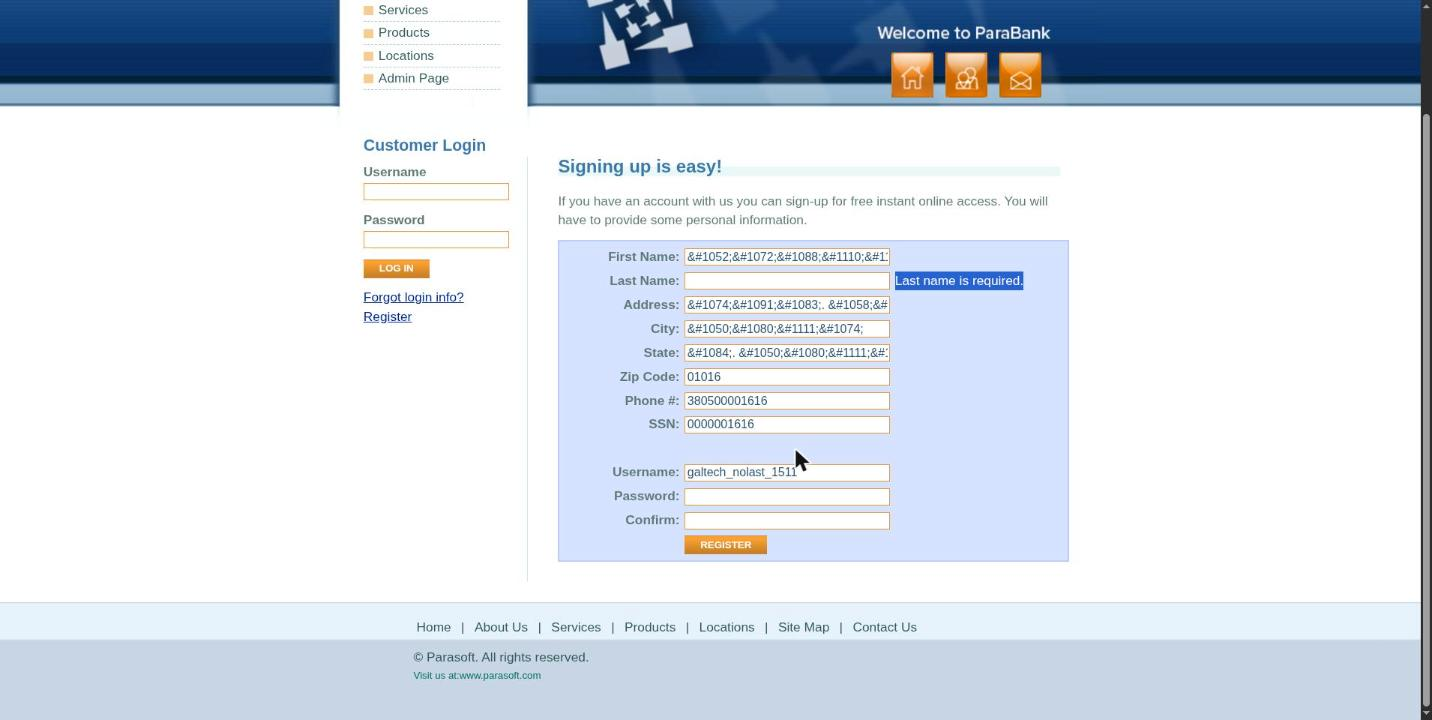 Services
Products
Locations
Admin Page
Welcome to ParaBank
Customer Login
Username
Password
LOG IN
Forgot login info?
Register
Signing up is easy!
If you have an account with us you can sign-up for free instant online access. You will
have to provide some personal information.
First Name: &#1052;&#1072;&#1088;&#1110;&#1
Last Name: Last name is required.
Address: &#1074;&#1091;&#1083;. &#1058;&#
City: &#1050;&#1080;&#1111;&#1074;
State: &#1084;. &#1050;&#1080;&#1111;&#
Zip Code: 01016
Phone #: 380500001616
SSN: 0000001616
Username: galtech_nolast_1511
Password:
Confirm:
REGISTER
Home | About Us | Services | Products | Locations | Site Map | Contact Us
© Parasoft. All rights reserved.
Visit us at:www.parasoft.com